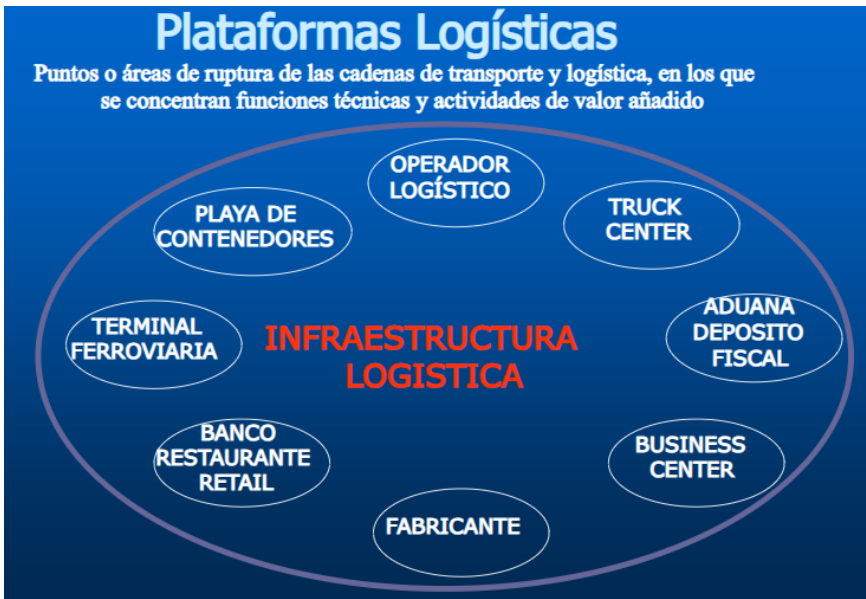 Plataformas Logísticas
Puntos o áreas de ruptura de las cadenas de transporte y logística, en los que
se concentran funciones técnicas y actividades de valor añadido
OPERADOR
LOGÍSTICO
PLAYA DE
CONTENEDORES
TRUCK
CENTER
TERMINAL
FERROVIARIA
INFRAESTRUCTURA
LOGISTICA
ADUANA
DEPOSITO
FISCAL
BANCO
RESTAURANTE
RETAIL
BUSINESS
CENTER
FABRICANTE